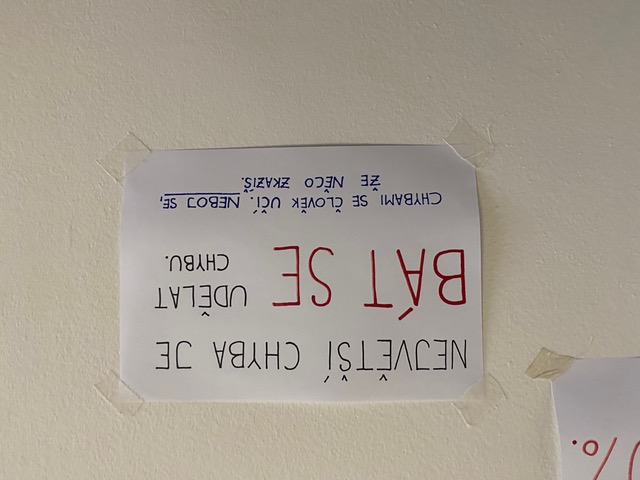 NEJVĚTŠÍ CHYBA JE
BÁT SE UDĚLAT
CHYBU.
CHYBAMI SE ČLOVĚK UČÍ. NEBOJ SE,
ŽE NĚCO ZKAZÍŠ.
%.